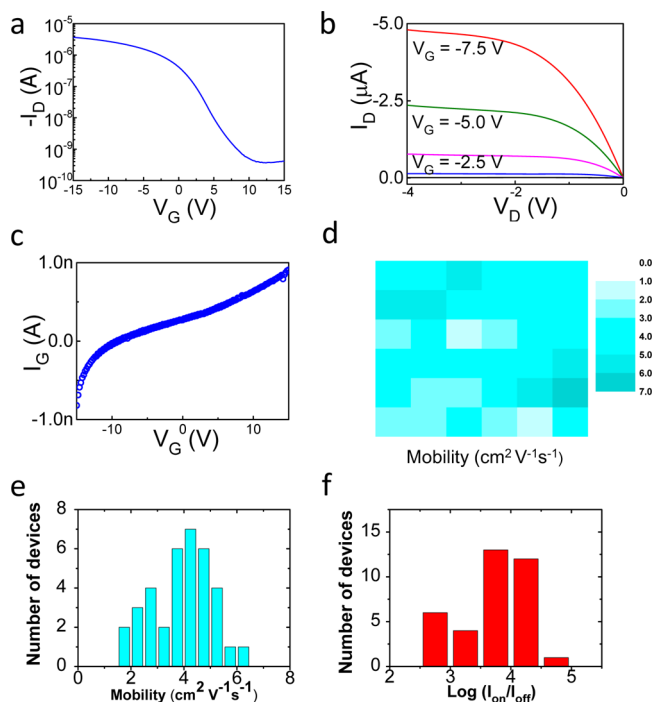 a
10⁻⁵
10⁻⁶
10⁻⁷
10⁻⁸
10⁻⁹
10⁻¹⁰
-I_D (A)
-15 -10 -5 0 5 10 15
V_G (V)
b
-5.0
-2.5
0.0
I_D (μA)
V_G = -7.5 V
V_G = -5.0 V
V_G = -2.5 V
-4 -2 0
V_D (V)
c
1.0n
0.0
-1.0n
I_G (A)
-10 0 10
V_G (V)
d
0.0
1.0
2.0
3.0
4.0
5.0
6.0
7.0
Mobility (cm² V⁻¹s⁻¹)
e
8
6
4
2
0
Number of devices
0 2 4 6 8
Mobility (cm² V⁻¹s⁻¹)
f
15
10
5
0
Number of devices
2 3 4 5
Log (I_on/I_off)